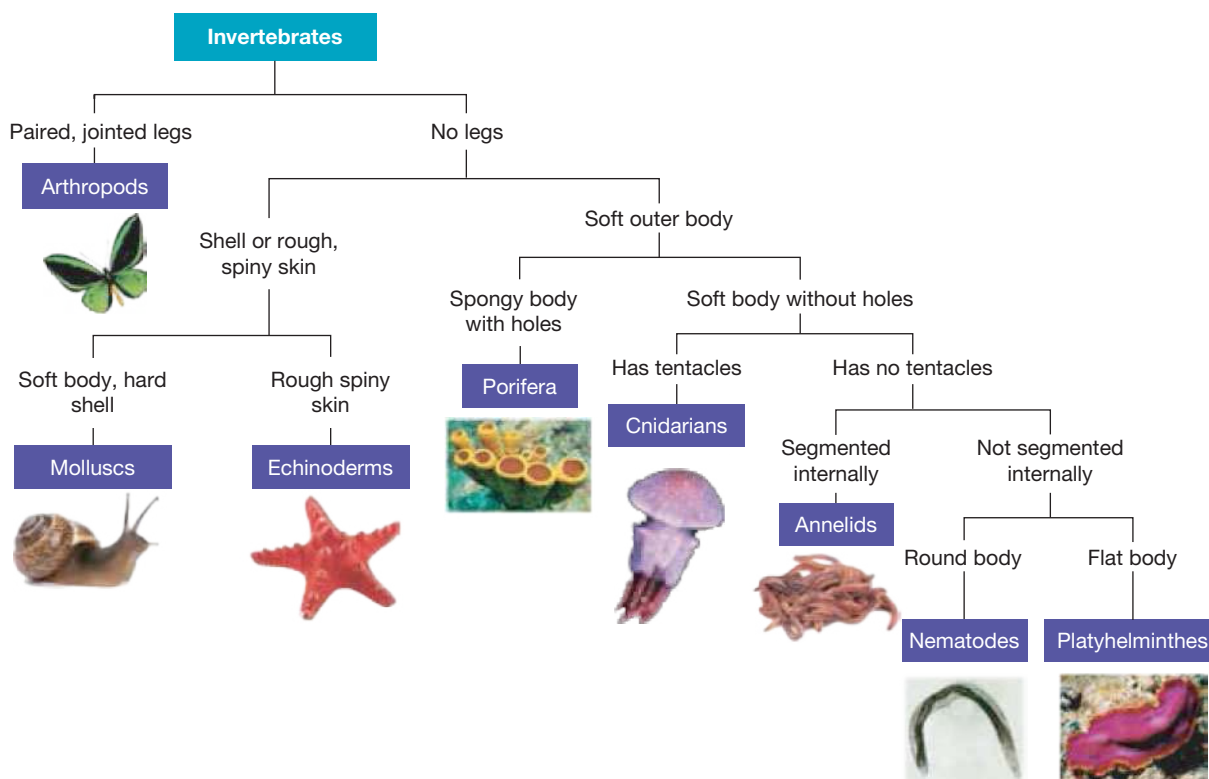 Invertebrates
Paired, jointed legs
No legs
Arthropods
Shell or rough,
spiny skin
Soft outer body
Soft body, hard
shell
Rough spiny
skin
Molluscs
Echinoderms
Spongy body
with holes
Soft body without holes
Porifera
Has tentacles
Has no tentacles
Cnidarians
Segmented
internally
Not segmented
internally
Annelids
Round body
Flat body
Nematodes
Platyhelminthes